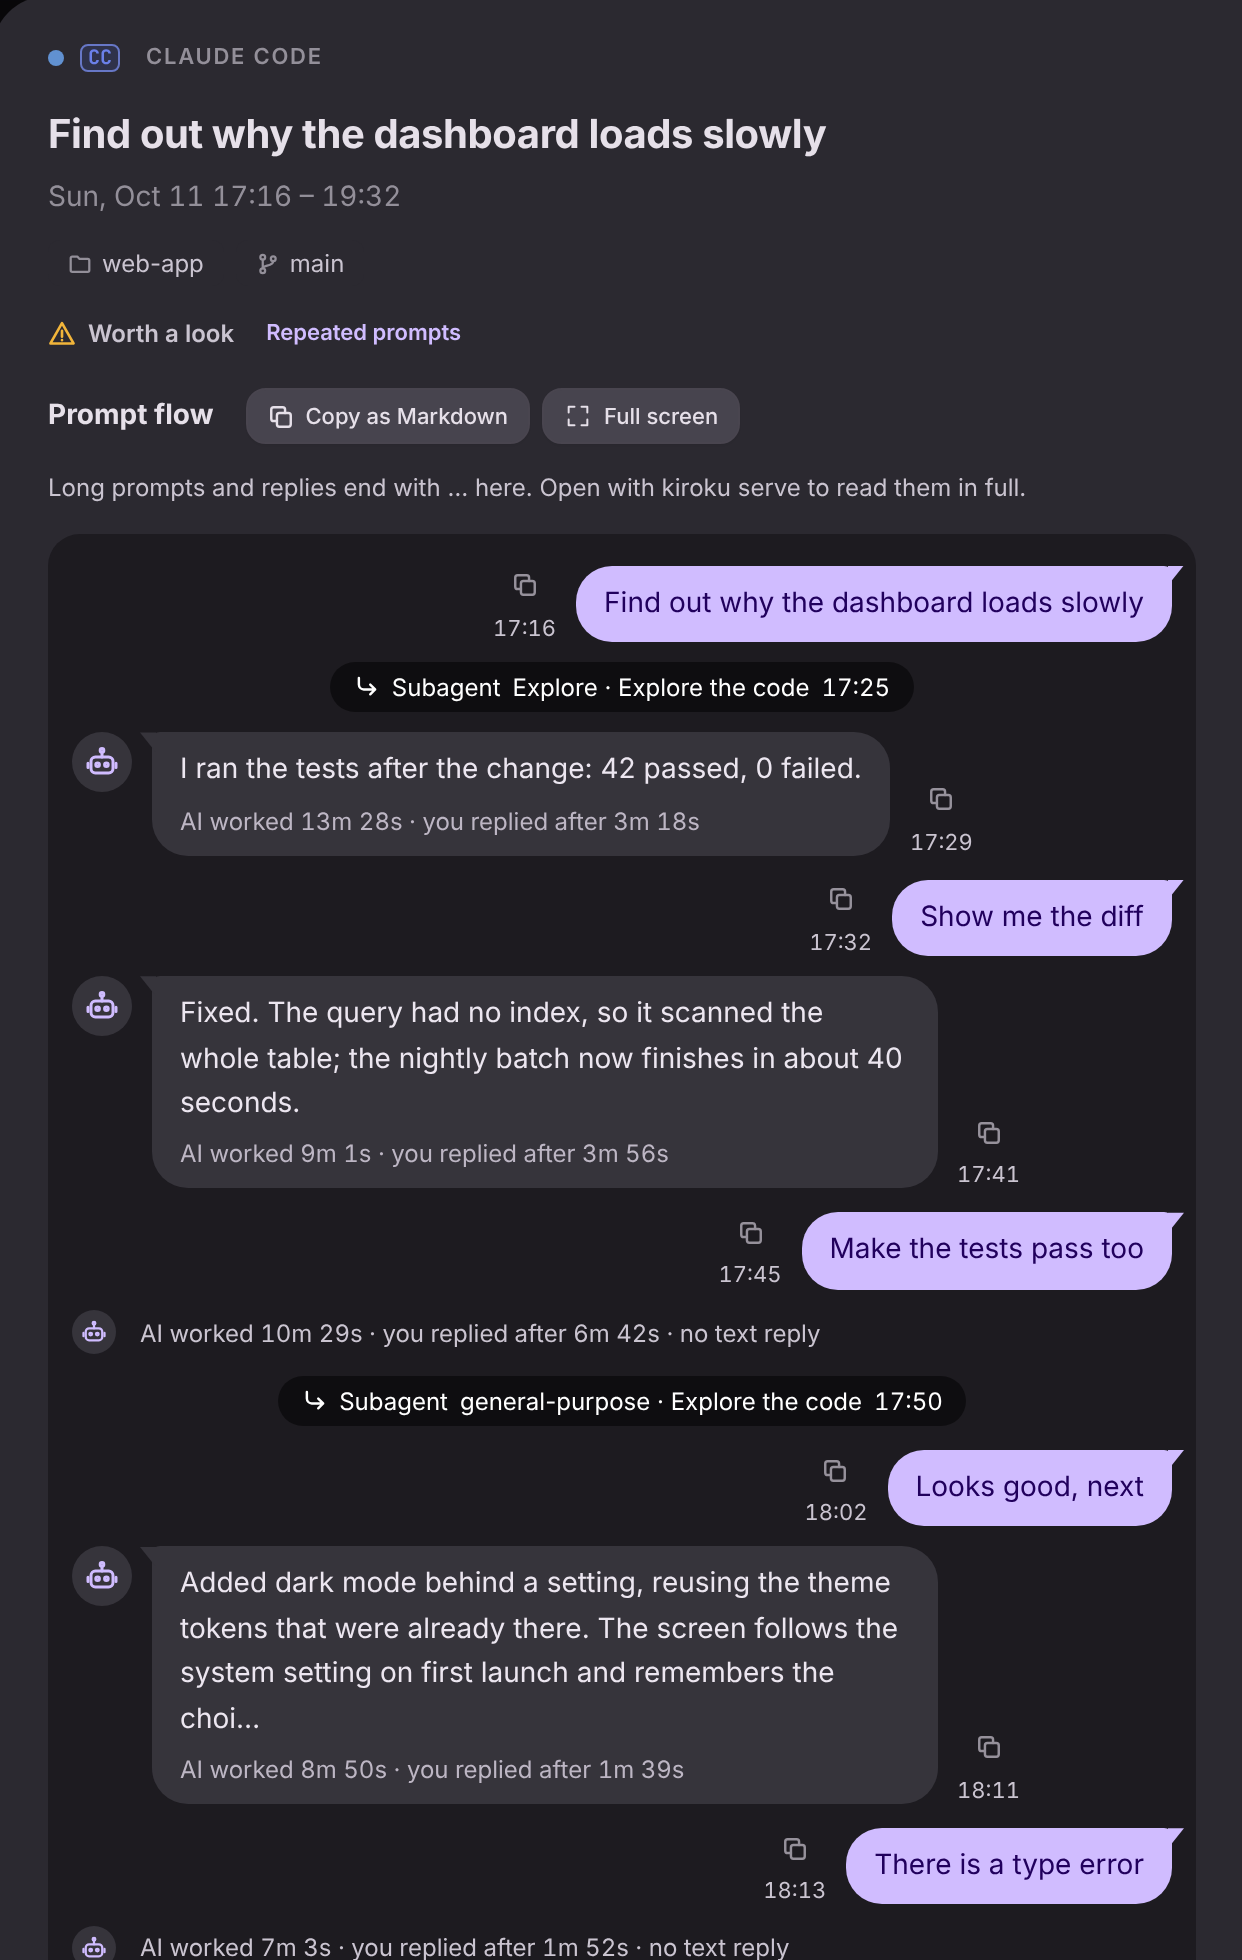 CC CLAUDE CODE
Find out why the dashboard loads slowly
Sun, Oct 11 17:16 – 19:32
web-app main
Worth a look Repeated prompts
Prompt flow Copy as Markdown Full screen
Long prompts and replies end with ... here. Open with kiroku serve to read them in full.
Find out why the dashboard loads slowly
17:16
Subagent Explore · Explore the code 17:25
I ran the tests after the change: 42 passed, 0 failed.
AI worked 13m 28s · you replied after 3m 18s
17:29
Show me the diff
17:32
Fixed. The query had no index, so it scanned the
whole table; the nightly batch now finishes in about 40
seconds.
AI worked 9m 1s · you replied after 3m 56s
17:41
Make the tests pass too
17:45
AI worked 10m 29s · you replied after 6m 42s · no text reply
Subagent general-purpose · Explore the code 17:50
Looks good, next
18:02
Added dark mode behind a setting, reusing the theme
tokens that were already there. The screen follows the
system setting on first launch and remembers the
choi...
AI worked 8m 50s · you replied after 1m 39s
18:11
There is a type error
18:13
AI worked 7m 3s · you replied after 1m 52s · no text reply